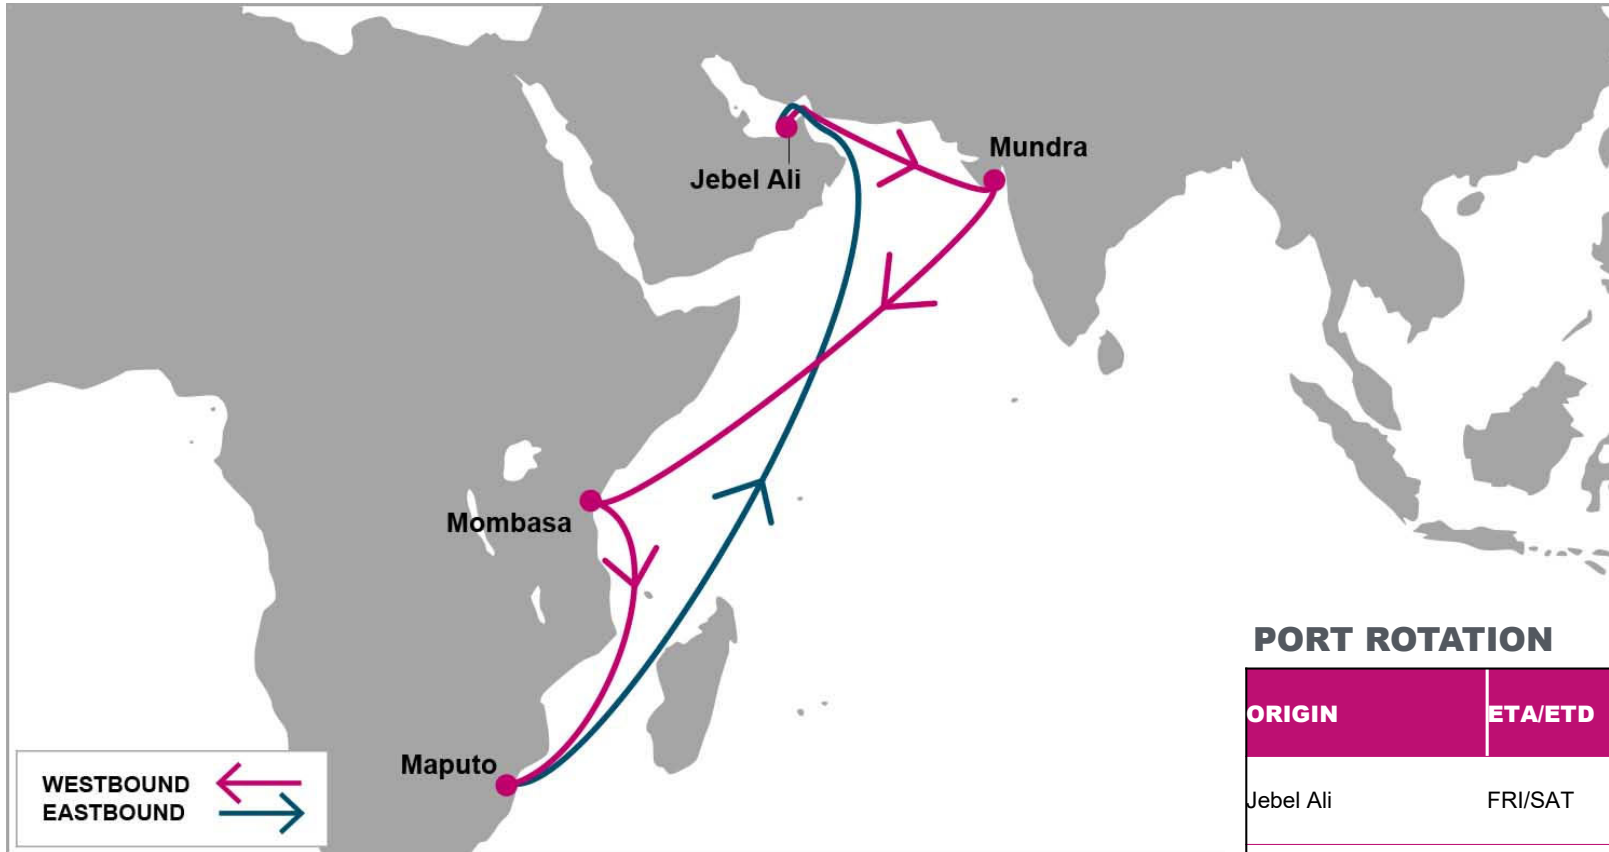 Mundra
Jebel Ali
Mombasa
Maputo
WESTBOUND
EASTBOUND
PORT ROTATION
ORIGIN ETA/ETD
Jebel Ali FRI/SAT